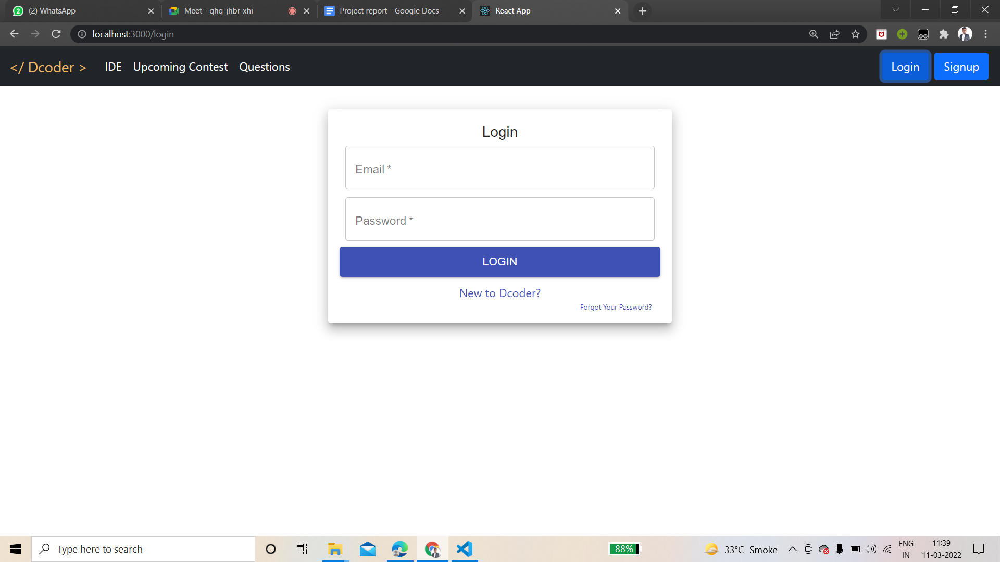 (2) WhatsApp
Meet - qhq-jhbr-xhi
Project report - Google Docs
React App
localhost:3000/login
</ Dcoder >
IDE
Upcoming Contest
Questions
Login
Signup
Login
Email *
Password *
LOGIN
New to Dcoder?
Forgot Your Password?
Type here to search
88%
33°C Smoke
ENG
IN
11:39
11-03-2022